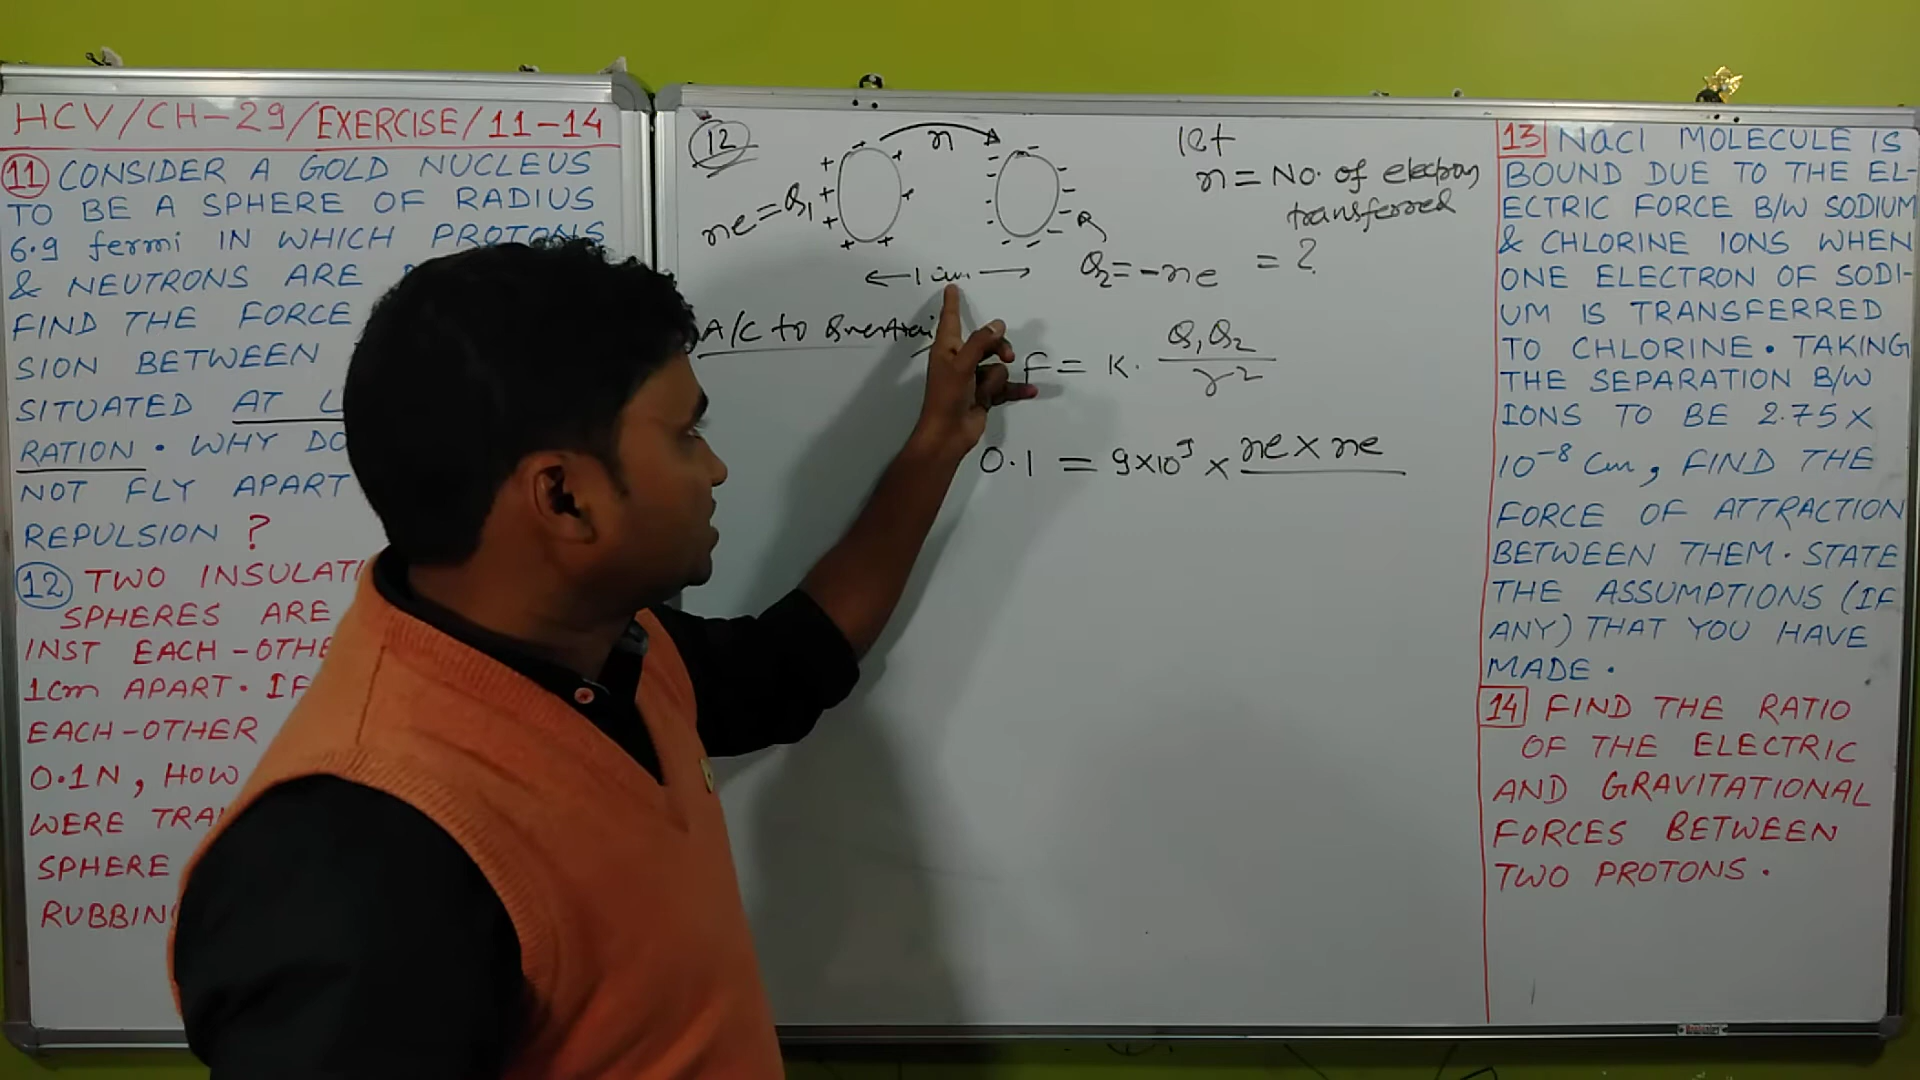 HCV/CH-29/EXERCISE/11-14
11 CONSIDER A GOLD NUCLEUS
TO BE A SPHERE OF RADIUS
6.9 fermi IN WHICH PROTONS
& NEUTRONS ARE
FIND THE FORCE
SION BETWEEN
SITUATED AT L
RATION. WHY DO
NOT FLY APART
REPULSION ?
12 TWO INSULATI
SPHERES ARE
INST EACH-OTHE
1cm APART. IF
EACH-OTHER
0.1N, HOW
WERE TRA
SPHERE
RUBBING
12
n
ne = Q1
1 cm
Q2 = -ne
let
n = No. of electron
transferred
= ?
A/C to Question
F = K. Q1Q2
r2
0.1 = 9×10⁹ × ne × ne
13 NaCl MOLECULE IS
BOUND DUE TO THE EL-
ECTRIC FORCE B/W SODIUM
& CHLORINE IONS WHEN
ONE ELECTRON OF SODI-
UM IS TRANSFERRED
TO CHLORINE. TAKING
THE SEPARATION B/W
IONS TO BE 2.75×
10⁻⁸ Cm, FIND THE
FORCE OF ATTRACTION
BETWEEN THEM. STATE
THE ASSUMPTIONS (IF
ANY) THAT YOU HAVE
MADE.
14 FIND THE RATIO
OF THE ELECTRIC
AND GRAVITATIONAL
FORCES BETWEEN
TWO PROTONS.